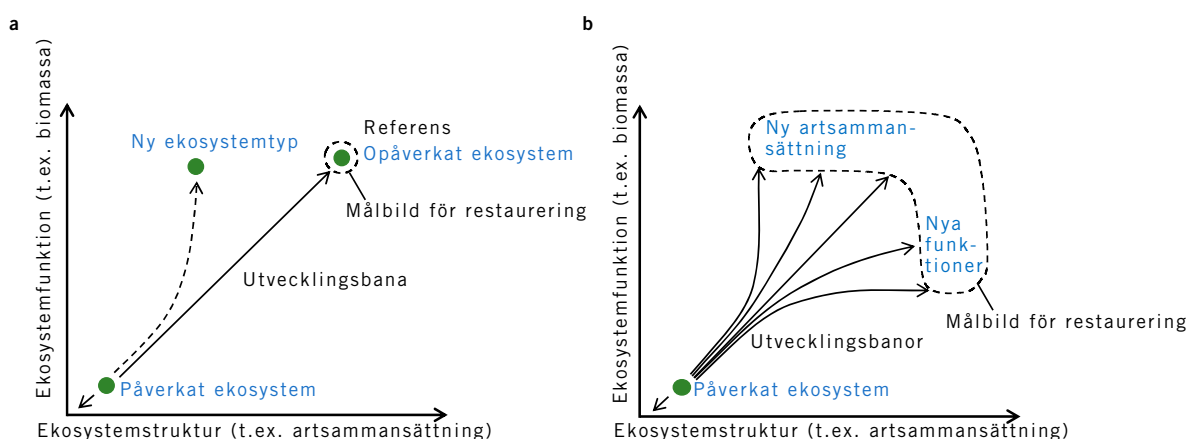 a
Ekosystemfunktion (t.ex. biomassa)
Ny ekosystemtyp
Referens
Opåverkat ekosystem
Målbild för restaurering
Utvecklingsbana
Påverkat ekosystem
Ekosystemstruktur (t.ex. artsammansättning)
b
Ekosystemfunktion (t.ex. biomassa)
Ny artsamman-
sättning
Nya
funk-
tioner
Målbild för restaurering
Utvecklingsbanor
Påverkat ekosystem
Ekosystemstruktur (t.ex. artsammansättning)